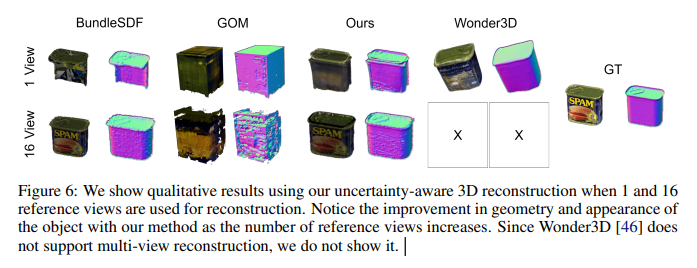 BundleSDF GOM Ours Wonder3D
GT
1 View
16 View
SPAM
SPAM
SPAM
X X
Figure 6: We show qualitative results using our uncertainty-aware 3D reconstruction when 1 and 16
reference views are used for reconstruction. Notice the improvement in geometry and appearance of
the object with our method as the number of reference views increases. Since Wonder3D [46] does
not support multi-view reconstruction, we do not show it.